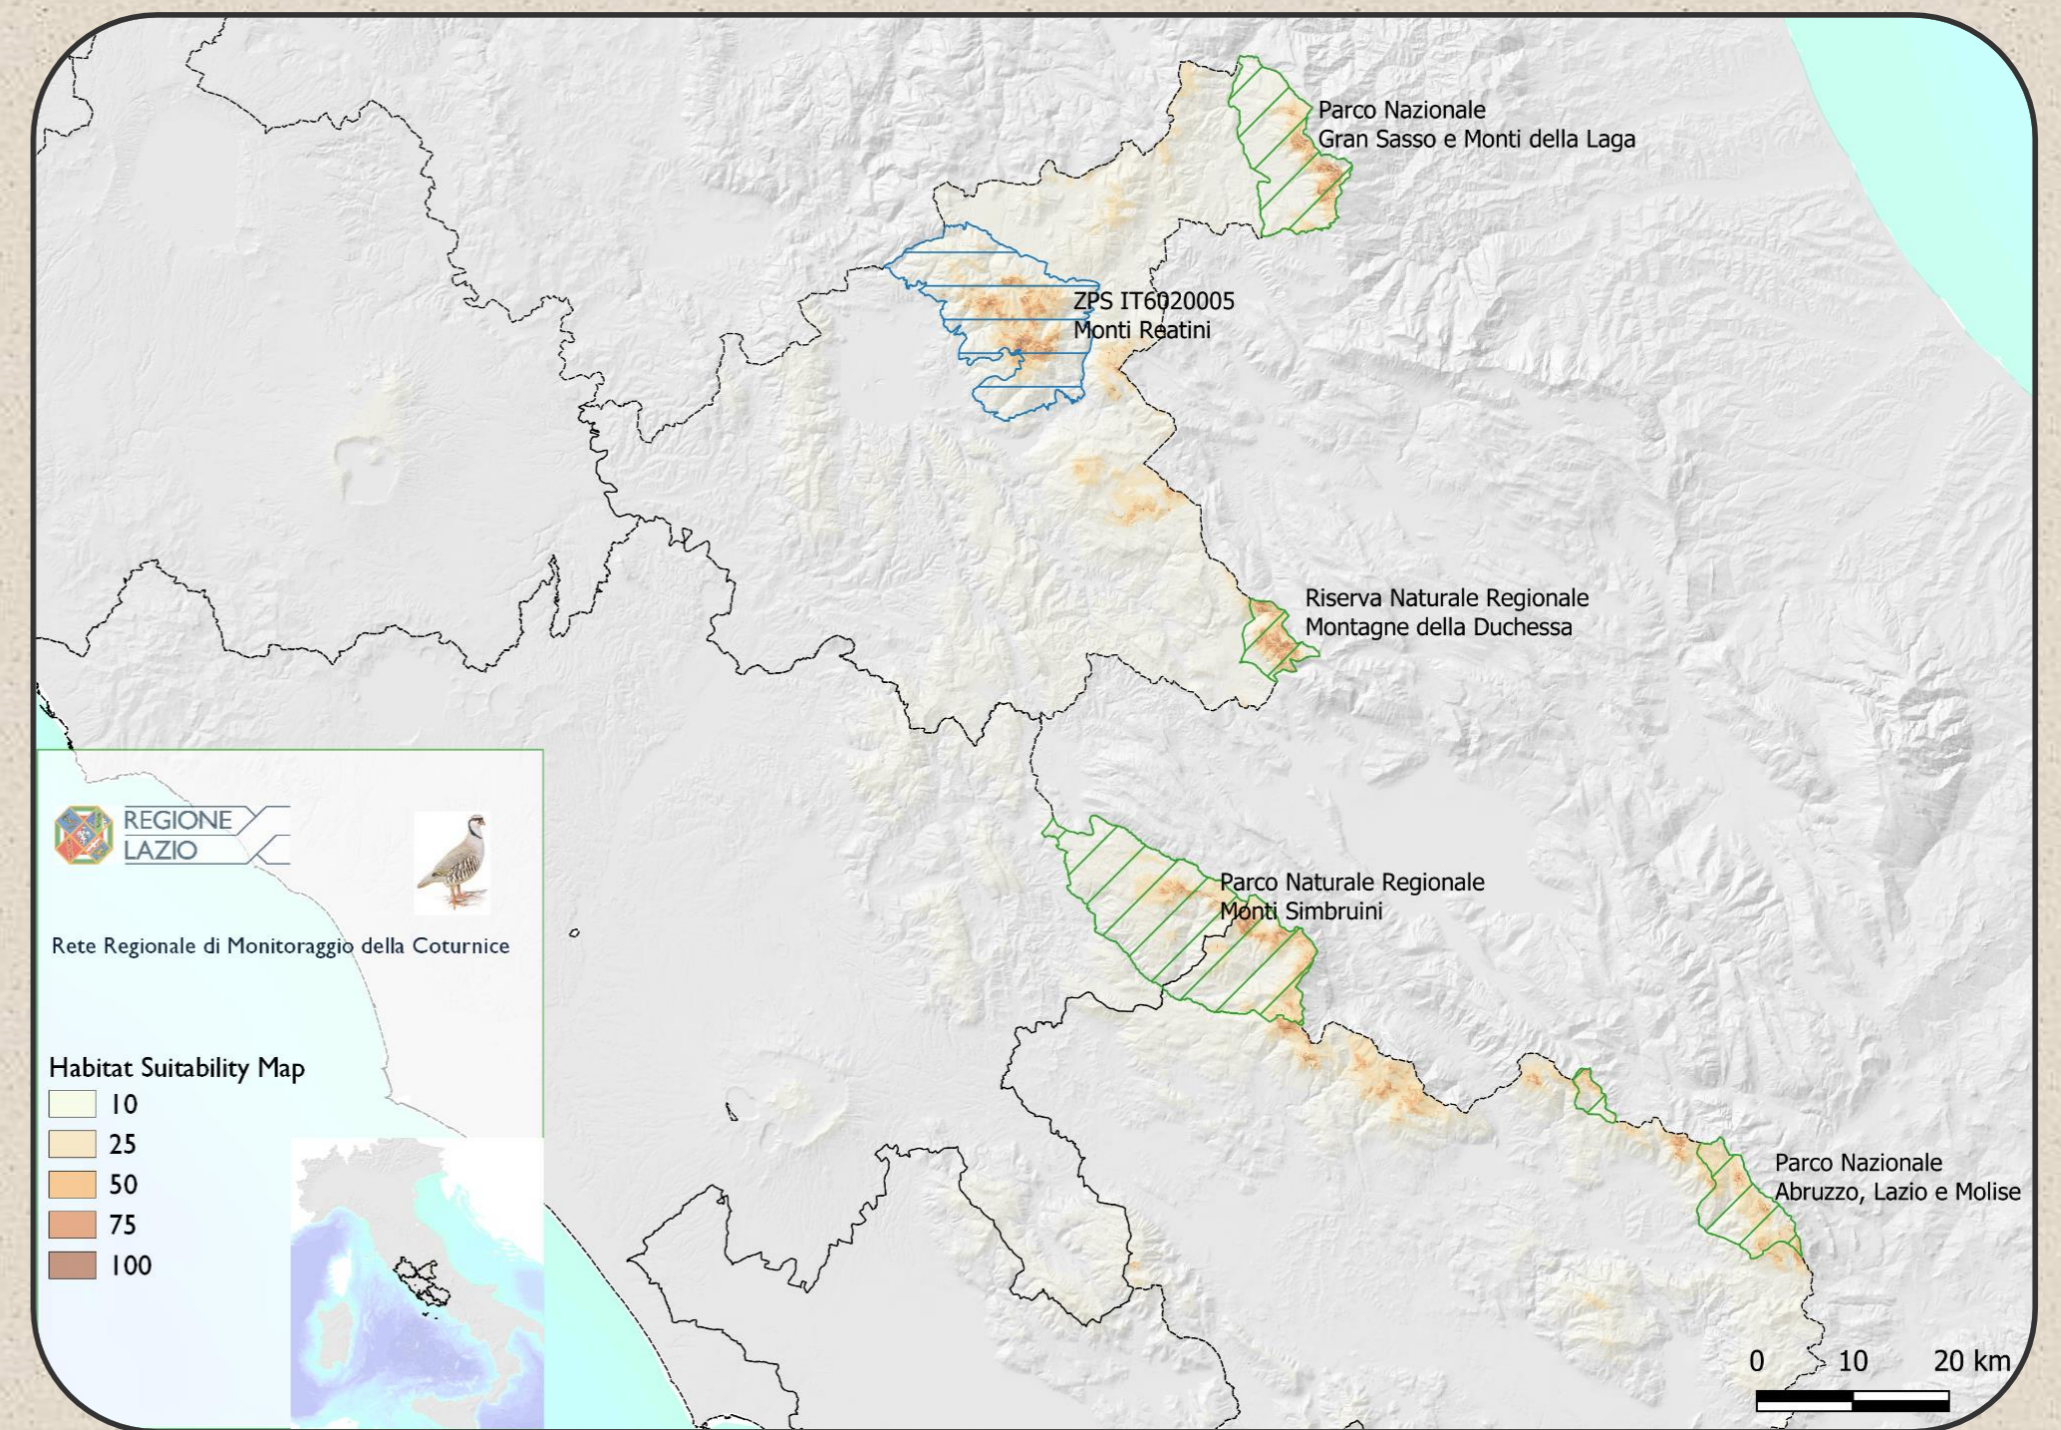 Parco Nazionale
Gran Sasso e Monti della Laga
ZPS IT6020005
Monti Reatini
Riserva Naturale Regionale
Montagne della Duchessa
REGIONE
LAZIO
Rete Regionale di Monitoraggio della Coturnice
Parco Naturale Regionale
Monti Simbruini
Habitat Suitability Map
10
25
50
75
100
Parco Nazionale
Abruzzo, Lazio e Molise
0 10 20 km